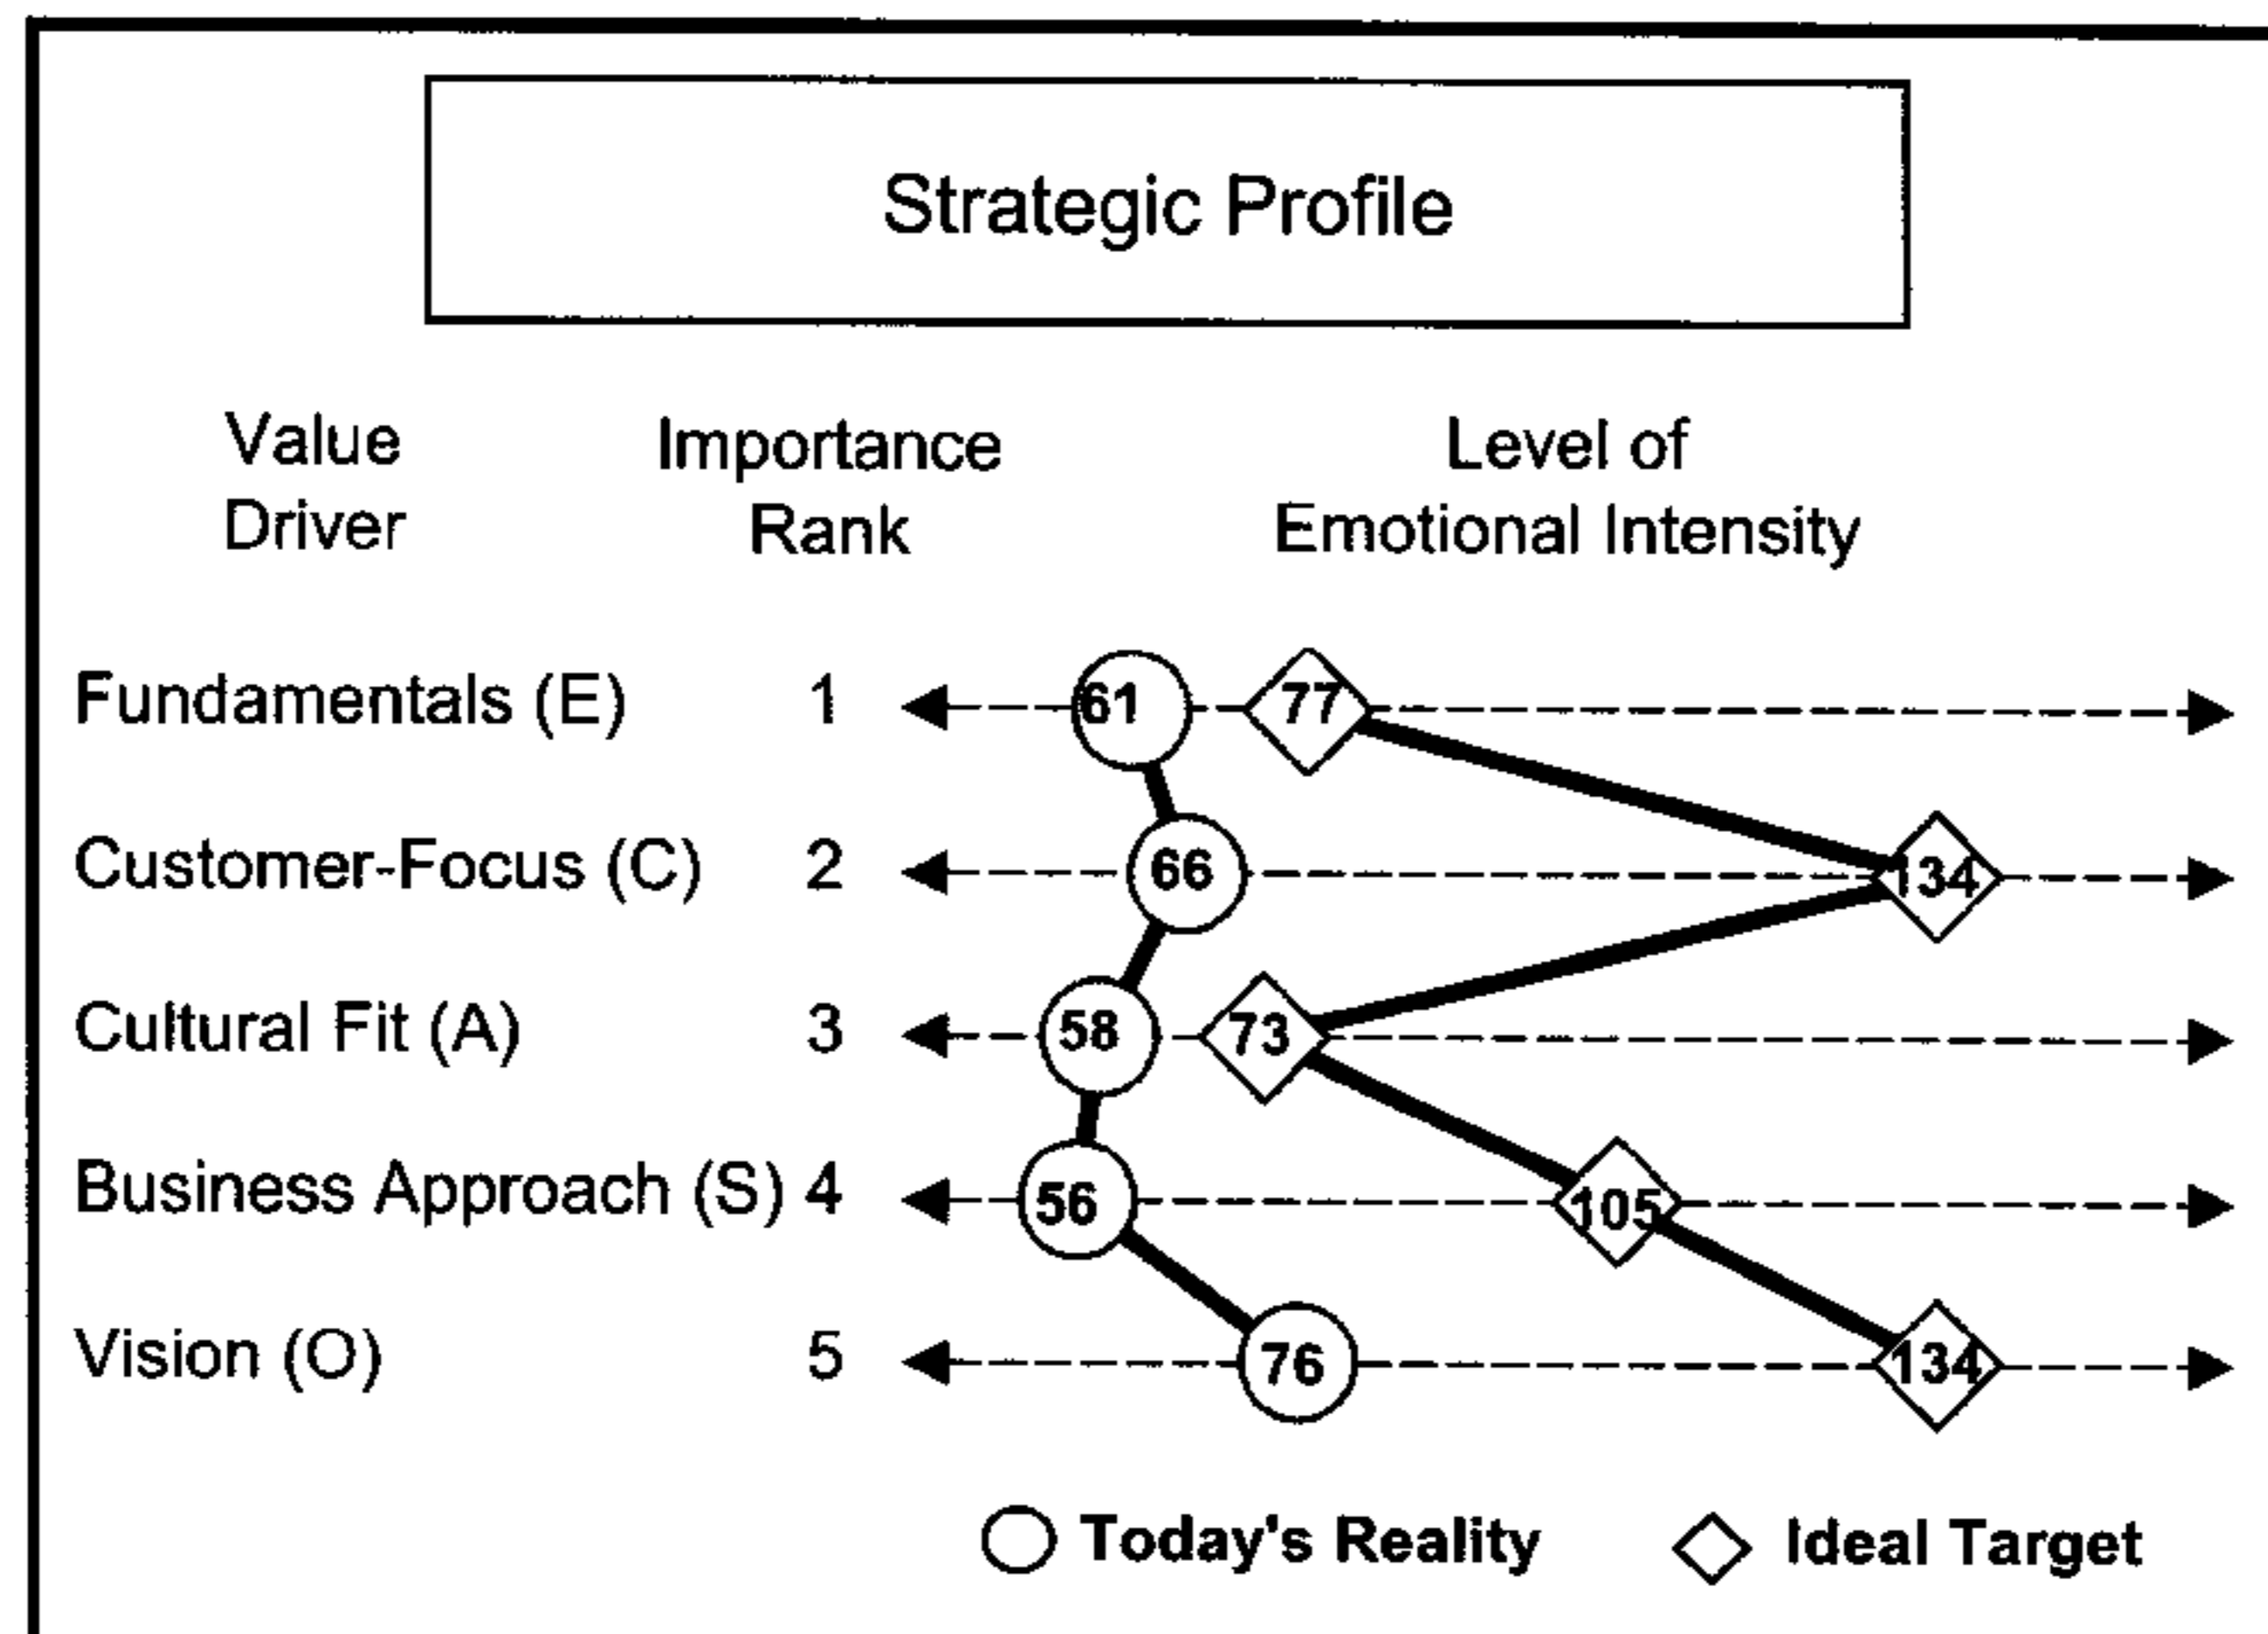 Strategic Profile
Value Driver
Importance Rank
Level of Emotional Intensity
Fundamentals (E) 1 61 77
Customer-Focus (C) 2 66 134
Cultural Fit (A) 3 58 73
Business Approach (S) 4 56 105
Vision (O) 5 76 134
Today's Reality
Ideal Target